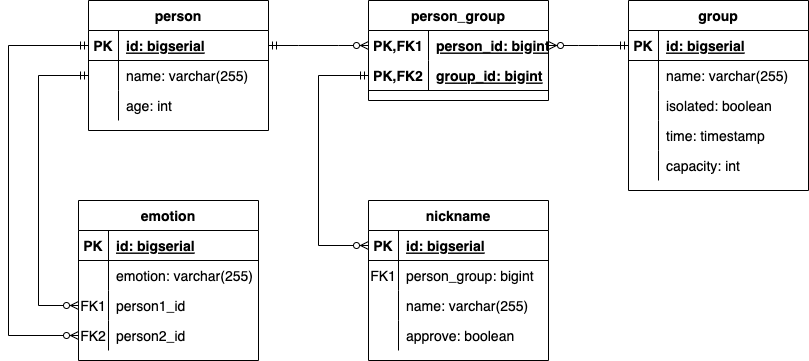 person
PK id: bigserial
name: varchar(255)
age: int
person_group
PK,FK1 person_id: bigint
PK,FK2 group_id: bigint
group
PK id: bigserial
name: varchar(255)
isolated: boolean
time: timestamp
capacity: int
emotion
PK id: bigserial
emotion: varchar(255)
FK1 person1_id
FK2 person2_id
nickname
PK id: bigserial
FK1 person_group: bigint
name: varchar(255)
approve: boolean